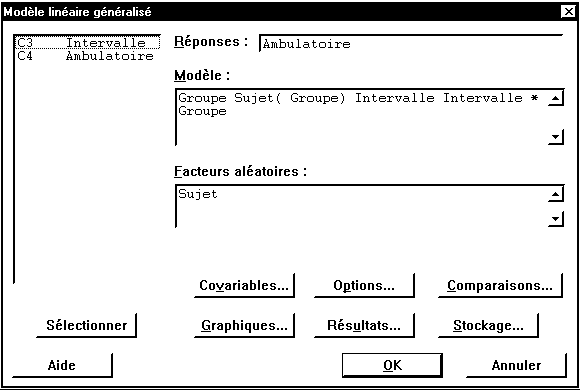 Modèle linéaire généralisé
C3 Intervalle
C4 Ambulatoire
Réponses :
Ambulatoire
Modèle :
Groupe Sujet( Groupe) Intervalle Intervalle *
Groupe
Facteurs aléatoires :
Sujet
Covariables...
Options...
Comparaisons...
Sélectionner
Graphiques...
Résultats...
Stockage...
Aide
OK
Annuler